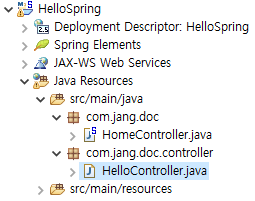 HelloSpring
Deployment Descriptor: HelloSpring
Spring Elements
JAX-WS Web Services
Java Resources
src/main/java
com.jang.doc
HomeController.java
com.jang.doc.controller
HelloController.java
src/main/resources